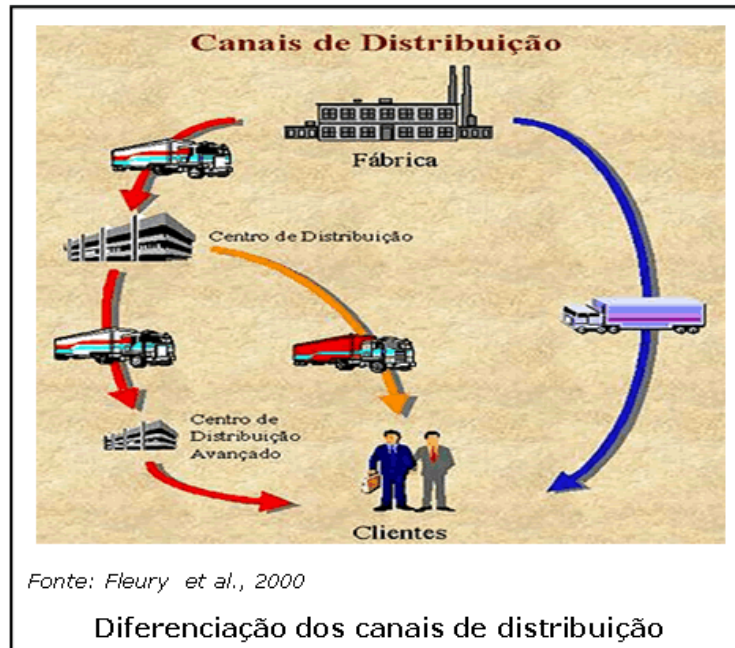 Canais de Distribuição
Fábrica
Centro de Distribuição
Centro de
Distribuição
Avançado
Clientes
Fonte: Fleury et al., 2000
Diferenciação dos canais de distribuição